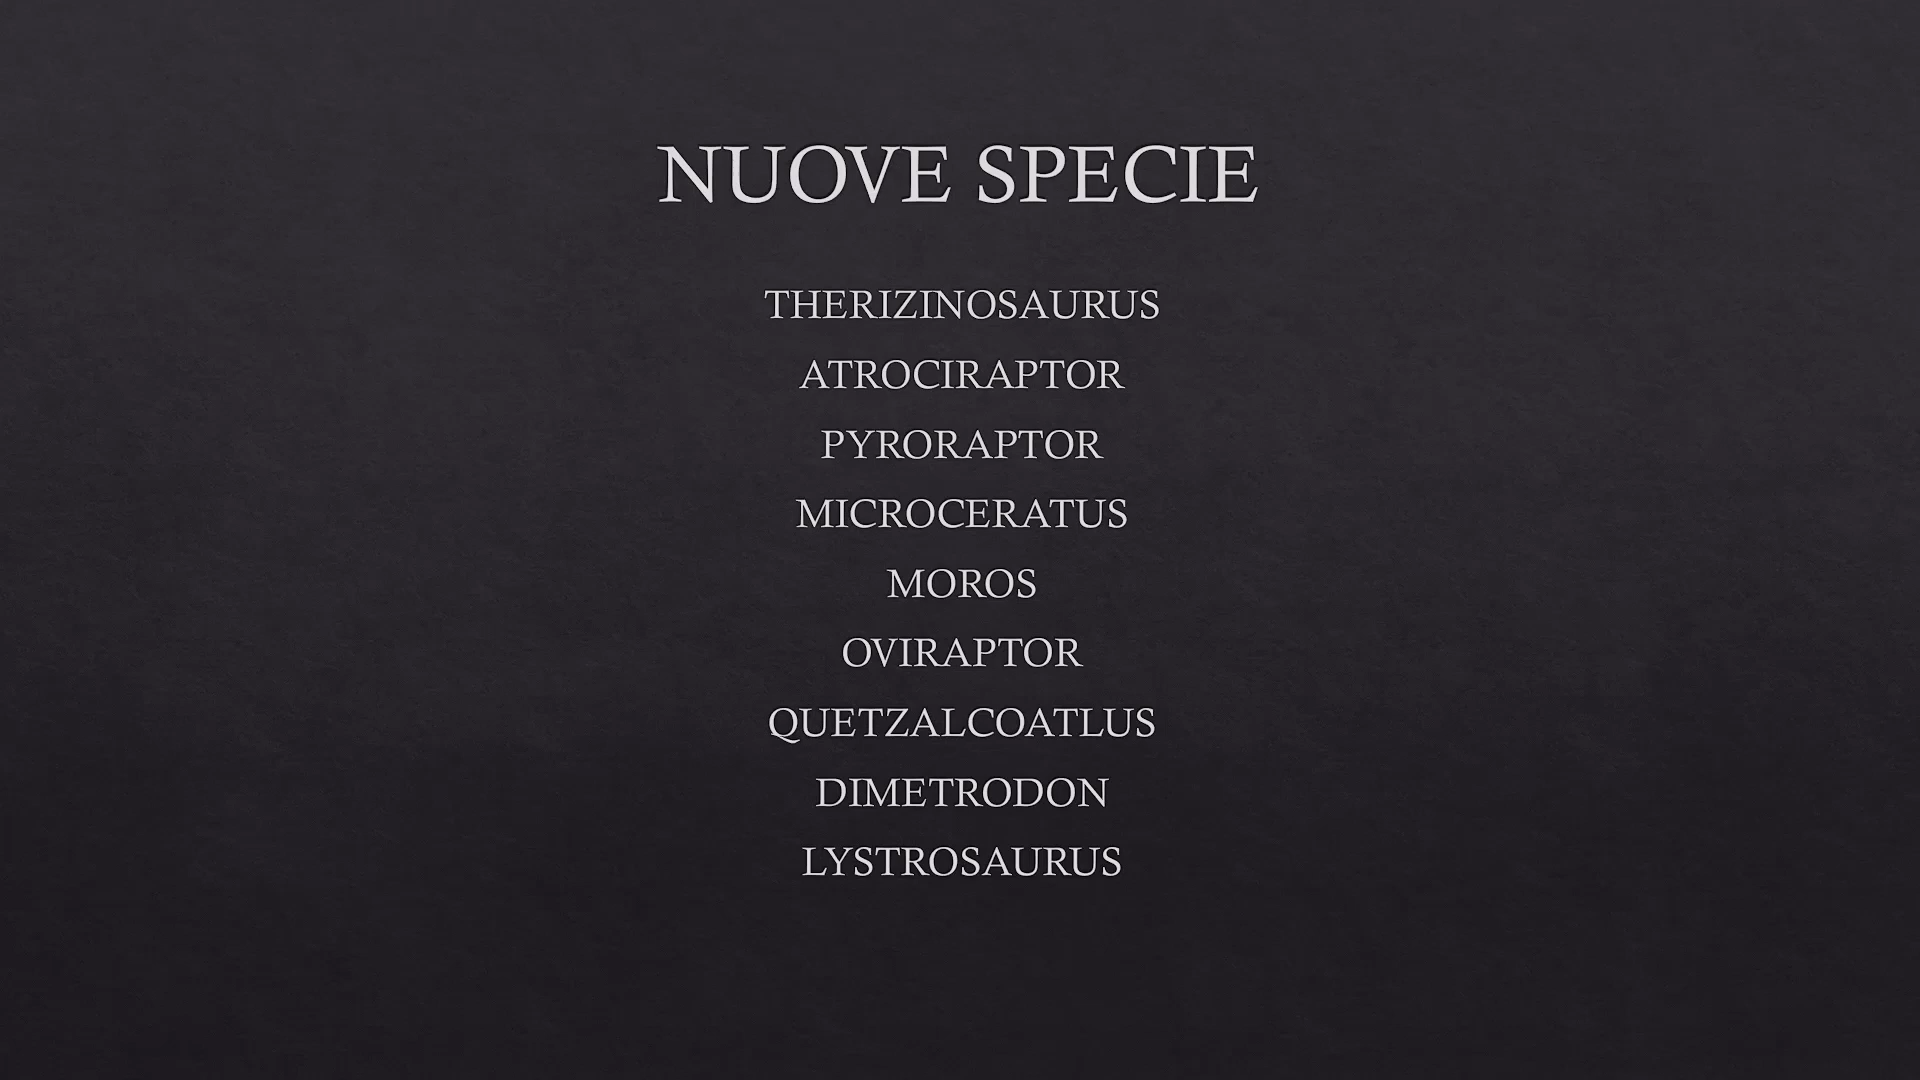 NUOVE SPECIE
THERIZINOSAURUS
ATROCIRAPTOR
PYRORAPTOR
MICROCERATUS
MOROS
OVIRAPTOR
QUETZALCOATLUS
DIMETRODON
LYSTROSAURUS